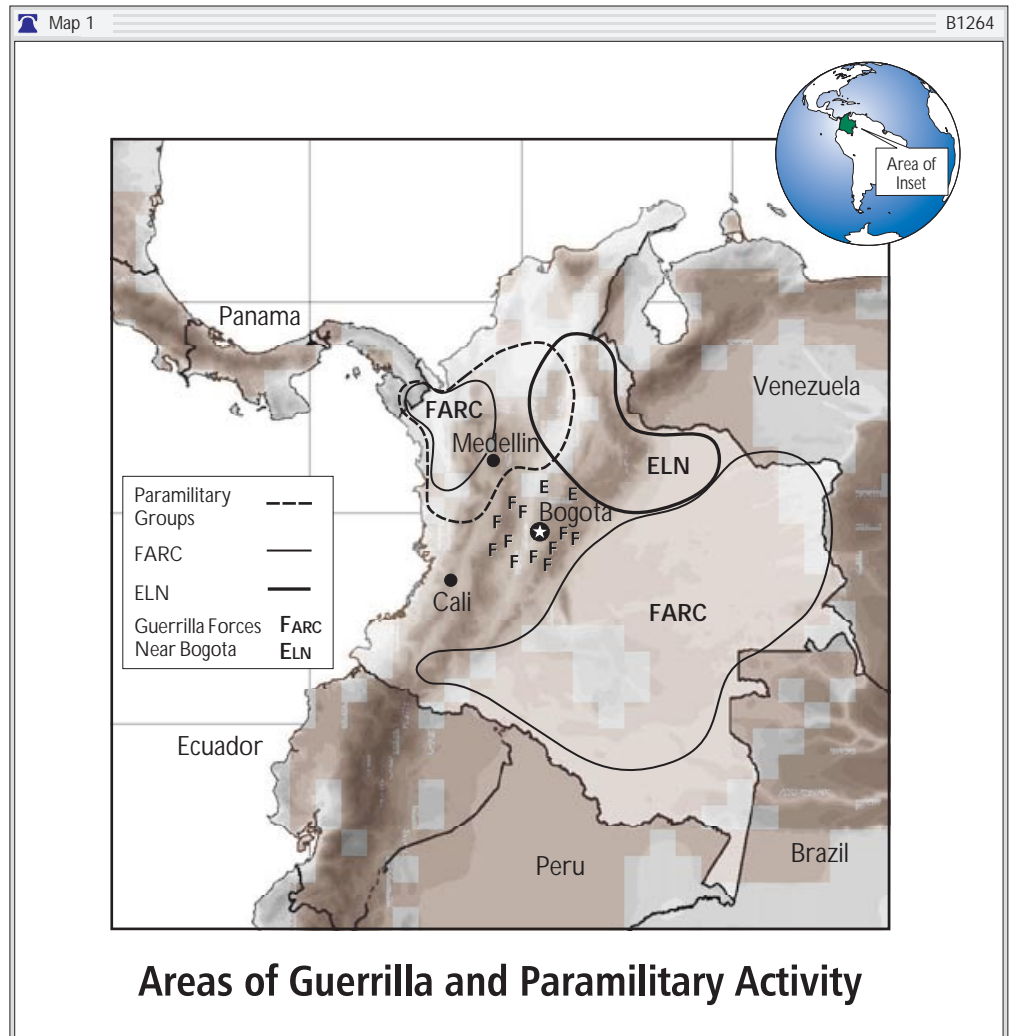 Map 1
B1264
Area of
Inset
Panama
Venezuela
FARC
Medellin
ELN
E
E
F
F
Bogota
F
F
F
F
F
F
F
F
F
F
Cali
FARC
Paramilitary
Groups
FARC
ELN
Guerrilla Forces FARC
Near Bogota ELN
Ecuador
Peru
Brazil
Areas of Guerrilla and Paramilitary Activity